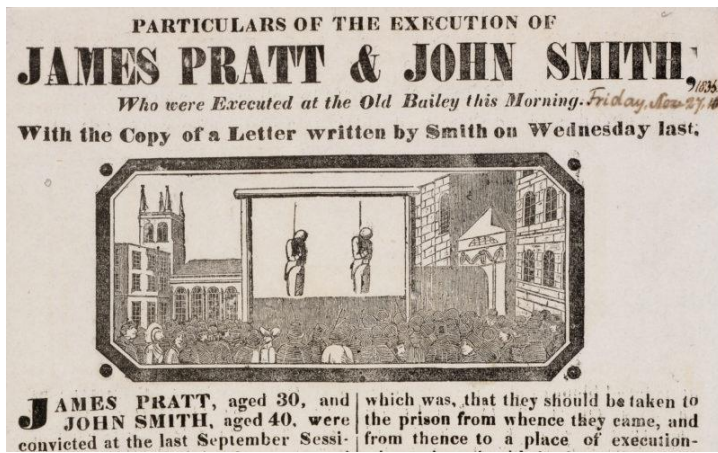 PARTICULARS OF THE EXECUTION OF
JAMES PRATT & JOHN SMITH,
Who were Executed at the Old Bailey this Morning. Friday, Nov 27, 1835
With the Copy of a Letter written by Smith on Wednesday last,
JAMES PRATT, aged 30, and
JOHN SMITH, aged 40, were
convicted at the last September Sessi-
which was, that they should be taken to
the prison from whence they came, and
from thence to a place of execution-